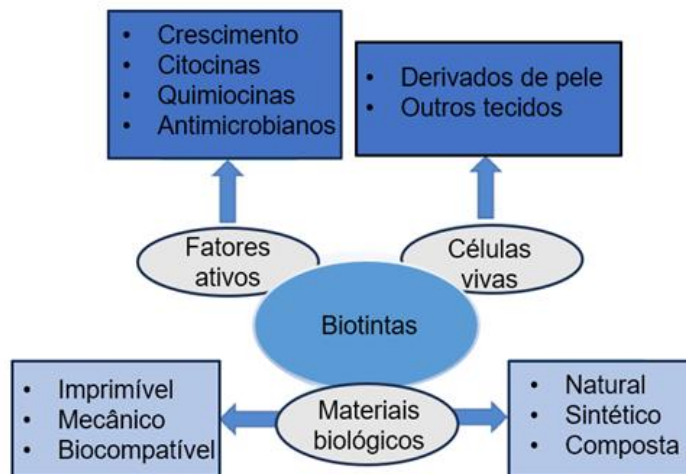 • Crescimento
• Citocinas
• Quimiocinas
• Antimicrobianos
• Derivados de pele
• Outros tecidos
Fatores
ativos
Células
vivas
Biotintas
• Imprimível
• Mecânico
• Biocompatível
Materiais
biológicos
• Natural
• Sintético
• Composta